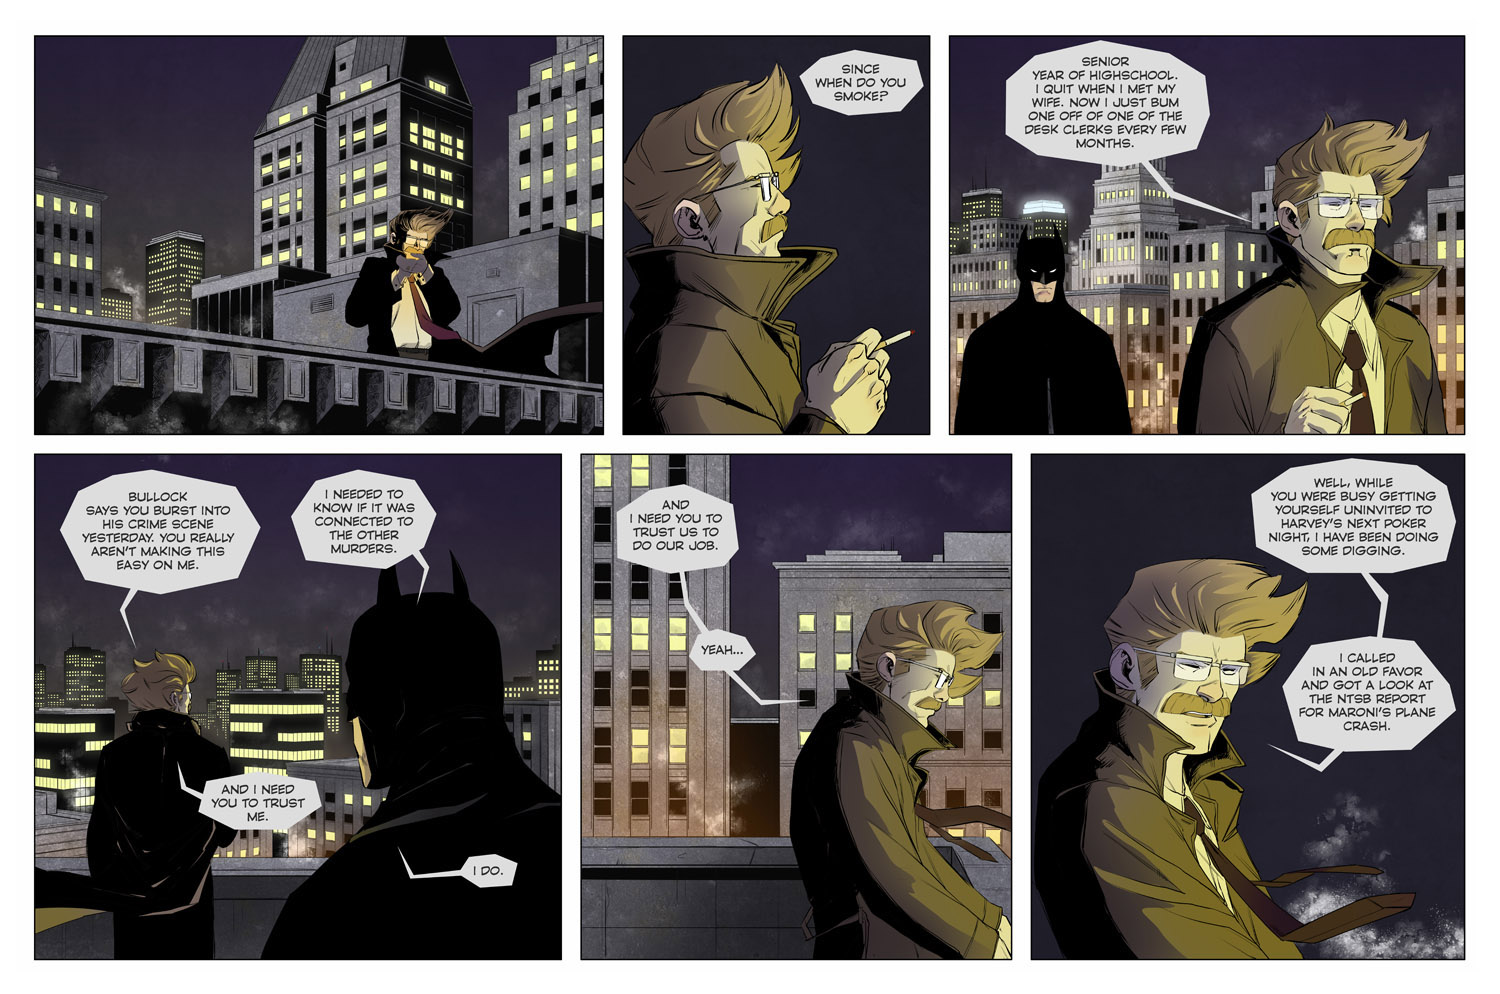 SINCE
WHEN DO YOU
SMOKE?
SENIOR
YEAR OF HIGHSCHOOL.
I QUIT WHEN I MET MY
WIFE. NOW I JUST BUM
ONE OFF OF ONE OF THE
DESK CLERKS EVERY FEW
MONTHS.
BULLOCK
SAYS YOU BURST INTO
HIS CRIME SCENE
YESTERDAY. YOU REALLY
AREN'T MAKING THIS
EASY ON ME.
I NEEDED TO
KNOW IF IT WAS
CONNECTED TO
THE OTHER
MURDERS.
AND I NEED
YOU TO TRUST
ME.
I DO.
AND
I NEED YOU TO
TRUST US TO
DO OUR JOB.
YEAH...
WELL, WHILE
YOU WERE BUSY GETTING
YOURSELF UNINVITED TO
HARVEY'S NEXT POKER
NIGHT, I HAVE BEEN DOING
SOME DIGGING.
I CALLED
IN AN OLD FAVOR
AND GOT A LOOK AT
THE NTSB REPORT
FOR MARONI'S PLANE
CRASH.